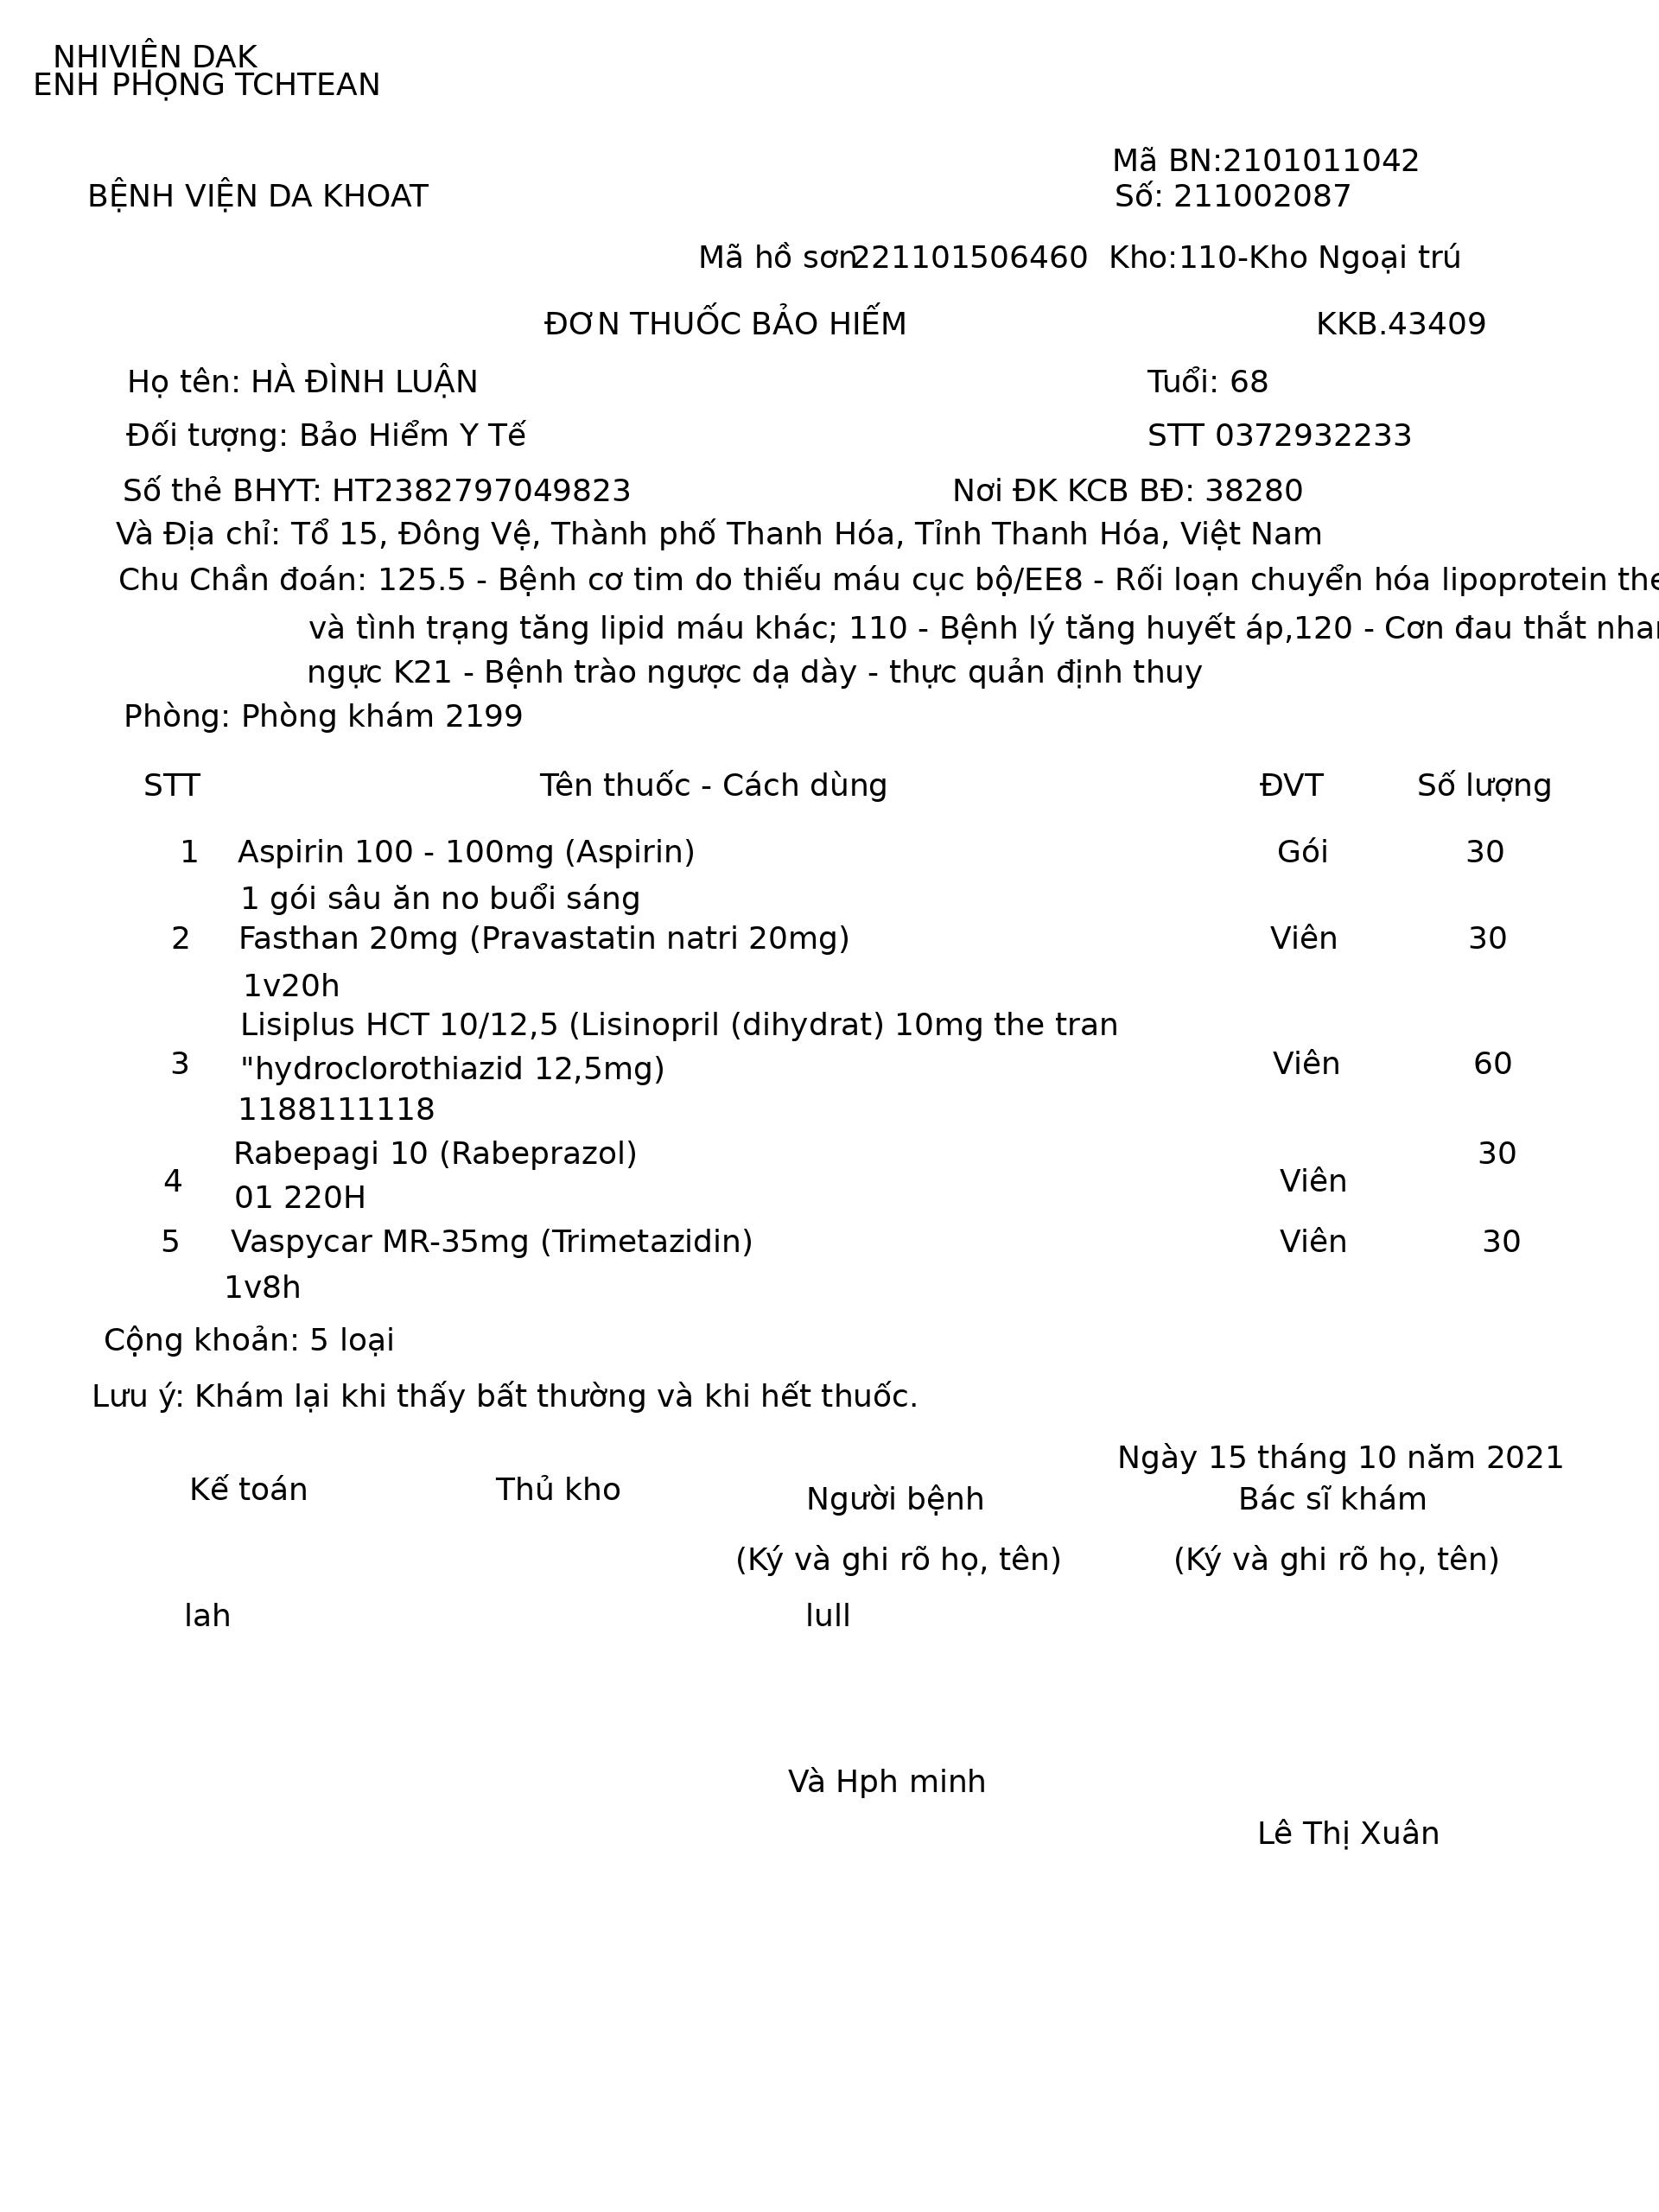 NHIVIỆN DAK
ENH PHỌNG TCHTEAN
Mã BN:2101011042
BỆNH VIỆN DA KHOAT
Số: 211002087
Mã hồ sơn221101506460 Kho:110-Kho Ngoại trú
ĐƠN THUỐC BẢO HIẾM
KKB.43409
Họ tên: HÀ ĐÌNH LUẬN
Tuổi: 68
Đối tượng: Bảo Hiểm Y Tế
STT 0372932233
Số thẻ BHYT: HT2382797049823
Nơi ĐK KCB BĐ: 38280
Và Địa chỉ: Tổ 15, Đông Vệ, Thành phố Thanh Hóa, Tỉnh Thanh Hóa, Việt Nam
Chu Chần đoán: 125.5 - Bệnh cơ tim do thiếu máu cục bộ/EE8 - Rối loạn chuyển hóa lipoprotein the
và tình trạng tăng lipid máu khác; 110 - Bệnh lý tăng huyết áp,120 - Cơn đau thắt nhan
ngực K21 - Bệnh trào ngược dạ dày - thực quản định thuy
Phòng: Phòng khám 2199
STT Tên thuốc - Cách dùng ĐVT Số lượng
1 Aspirin 100 - 100mg (Aspirin) Gói 30
1 gói sâu ăn no buổi sáng
2 Fasthan 20mg (Pravastatin natri 20mg) Viên 30
1v20h
Lisiplus HCT 10/12,5 (Lisinopril (dihydrat) 10mg the tran
3 "hydroclorothiazid 12,5mg) Viên 60
1188111118
Rabepagi 10 (Rabeprazol) 30
4 Viên
01 220H
5 Vaspycar MR-35mg (Trimetazidin) Viên 30
1v8h
Cộng khoản: 5 loại
Lưu ý: Khám lại khi thấy bất thường và khi hết thuốc.
Ngày 15 tháng 10 năm 2021
Kế toán Thủ kho Người bệnh Bác sĩ khám
(Ký và ghi rõ họ, tên) (Ký và ghi rõ họ, tên)
lah lull
Và Hph minh
Lê Thị Xuân